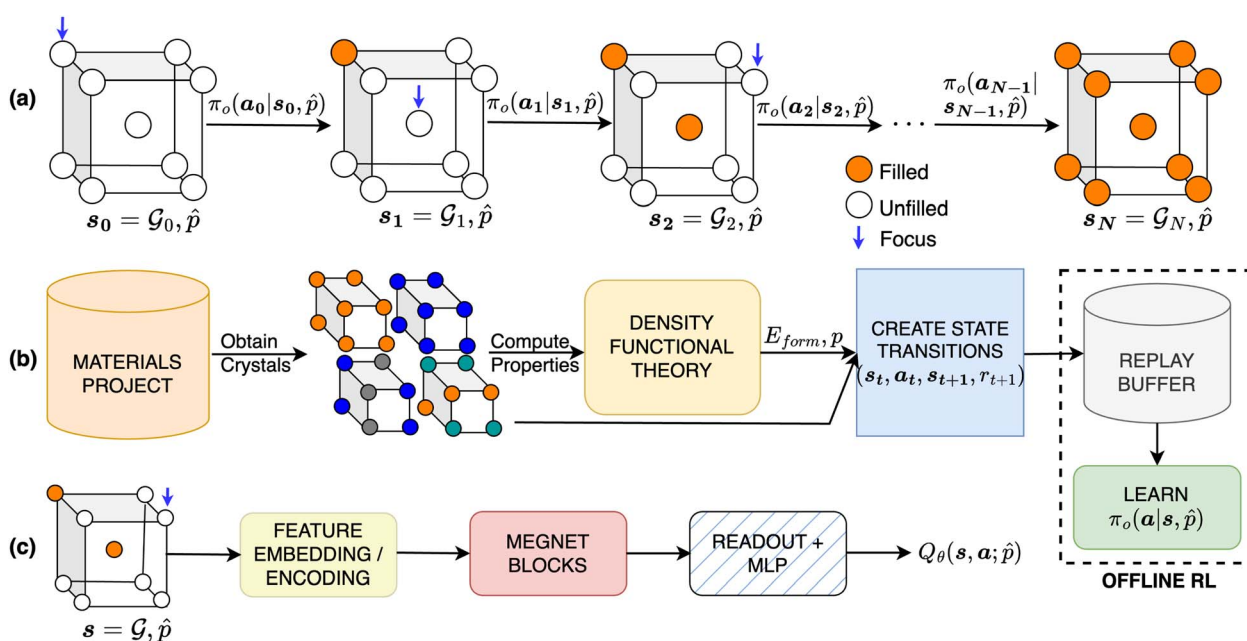 (a)
π_o(a_0|s_0, p̂)
π_o(a_1|s_1, p̂)
π_o(a_2|s_2, p̂)
· · ·
π_o(a_{N−1}|
s_{N−1}, p̂)
s_0 = 𝒢_0, p̂
s_1 = 𝒢_1, p̂
s_2 = 𝒢_2, p̂
s_N = 𝒢_N, p̂
Filled
Unfilled
Focus
(b)
MATERIALS
PROJECT
Obtain
Crystals
Compute
Properties
DENSITY
FUNCTIONAL
THEORY
E_{form}, p
CREATE STATE
TRANSITIONS
(s_t, a_t, s_{t+1}, r_{t+1})
REPLAY
BUFFER
LEARN
π_o(a|s, p̂)
OFFLINE RL
(c)
s = 𝒢, p̂
FEATURE
EMBEDDING /
ENCODING
MEGNET
BLOCKS
READOUT +
MLP
Q_θ(s, a; p̂)